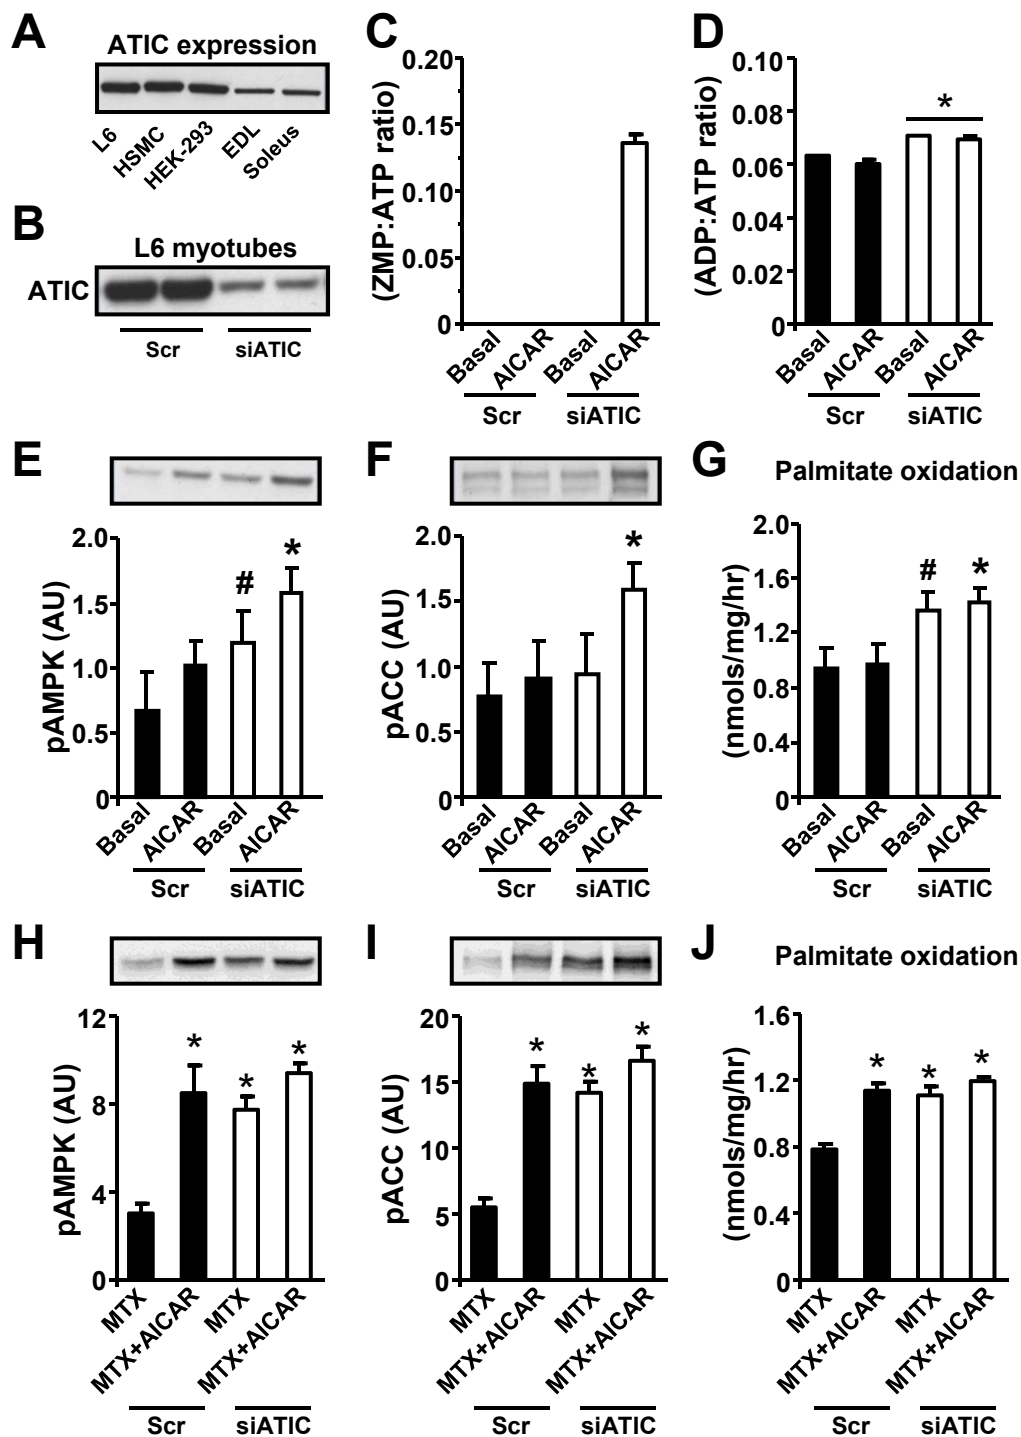 A
ATIC expression
L6
HSMC
HEK-293
EDL
Soleus
B
L6 myotubes
ATIC
Scr
siATIC
C
(ZMP:ATP ratio)
0.20
0.15
0.10
0.05
0
Basal
AICAR
Basal
AICAR
Scr
siATIC
D
(ADP:ATP ratio)
0.10
0.08
0.06
0.04
0.02
0
*
Basal
AICAR
Basal
AICAR
Scr
siATIC
E
pAMPK (AU)
2.0
1.5
1.0
0.5
0
#
*
Basal
AICAR
Basal
AICAR
Scr
siATIC
F
pACC (AU)
2.0
1.5
1.0
0.5
0
*
Basal
AICAR
Basal
AICAR
Scr
siATIC
G
Palmitate oxidation
(nmols/mg/hr)
2.0
1.6
1.2
0.8
0.4
0
#
*
Basal
AICAR
Basal
AICAR
Scr
siATIC
H
pAMPK (AU)
12
8
4
0
*
*
*
MTX
MTX+AICAR
MTX
MTX+AICAR
Scr
siATIC
I
pACC (AU)
20
15
10
5
0
*
*
*
MTX
MTX+AICAR
MTX
MTX+AICAR
Scr
siATIC
J
Palmitate oxidation
(nmols/mg/hr)
1.6
1.2
0.8
0.4
0
*
*
*
MTX
MTX+AICAR
MTX
MTX+AICAR
Scr
siATIC